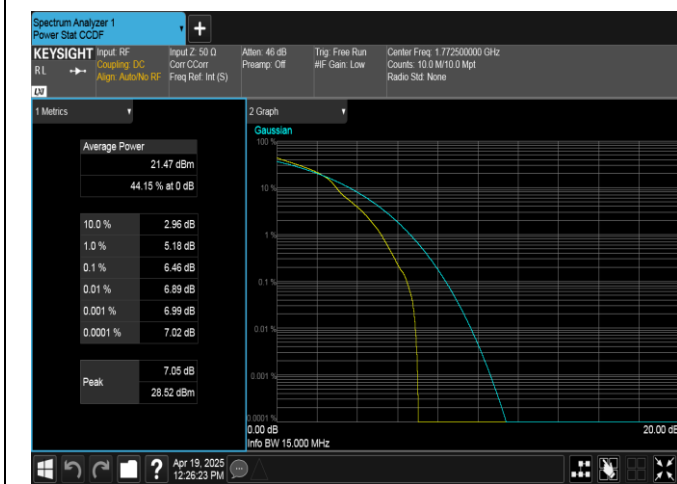 Spectrum Analyzer 1
Power Stat CCDF
KEYSIGHT
RL
LXI
Input: RF
Coupling: DC
Align: Auto/No RF
Input Z: 50 Ω
Corr CCorr
Freq Ref: Int (S)
Atten: 46 dB
Preamp: Off
Trig: Free Run
#IF Gain: Low
Center Freq: 1.772500000 GHz
Counts: 10.0 M/10.0 Mpt
Radio Std: None
1 Metrics
Average Power
21.47 dBm
44.15 % at 0 dB
10.0 % 2.96 dB
1.0 % 5.18 dB
0.1 % 6.46 dB
0.01 % 6.89 dB
0.001 % 6.99 dB
0.0001 % 7.02 dB
Peak
7.05 dB
28.52 dBm
2 Graph
Gaussian
100 %
10 %
1 %
0.1 %
0.01 %
0.001 %
0.0001 %
0.00 dB 20.00 dB
Info BW 15.000 MHz
?
Apr 19, 2025
12:26:23 PM